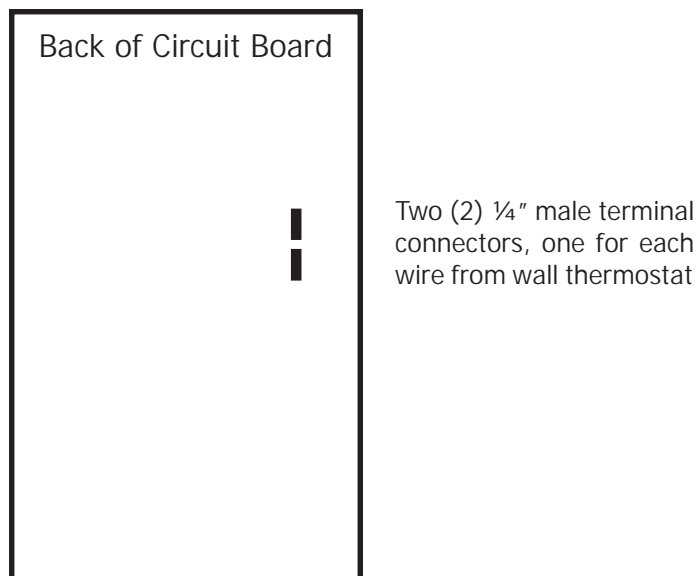 Back of Circuit Board
Two (2) ¼" male terminal
connectors, one for each
wire from wall thermostat